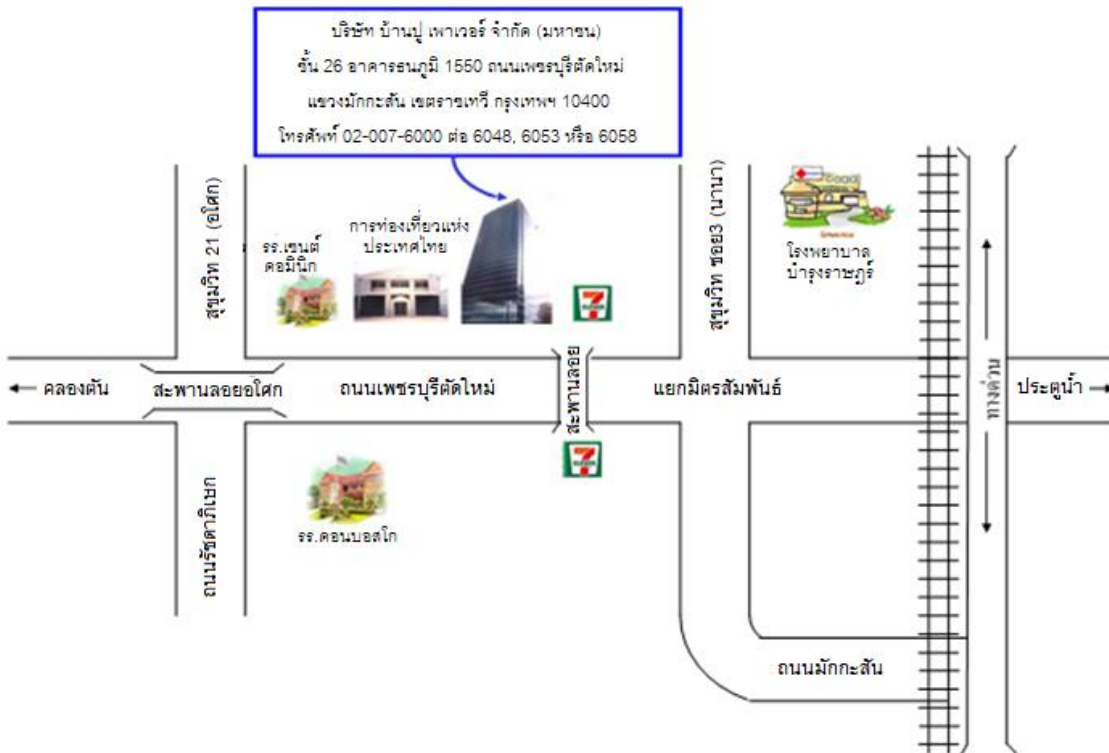 บริษัท บ้านปู เพาเวอร์ จำกัด (มหาชน)
ชั้น 26 อาคารธนภูมิ 1550 ถนนเพชรบุรีตัดใหม่
แขวงมักกะสัน เขตราชเทวี กรุงเทพฯ 10400
โทรศัพท์ 02-007-6000 ต่อ 6048, 6053 หรือ 6058
สุขุมวิท 21 (อโศก)
รร.เซนต์
ดอมินิก
การท่องเที่ยวแห่ง
ประเทศไทย
สุขุมวิท ซอย3 (นานา)
โรงพยาบาล
บำรุงราษฎร์
คลองตัน
สะพานลอยอโศก
ถนนเพชรบุรีตัดใหม่
สะพานลอย
แยกมิตรสัมพันธ์
ทางด่วน
ประตูน้ำ
ถนนรัชดาภิเษก
รร.ดอนบอสโก
ถนนมักกะสัน